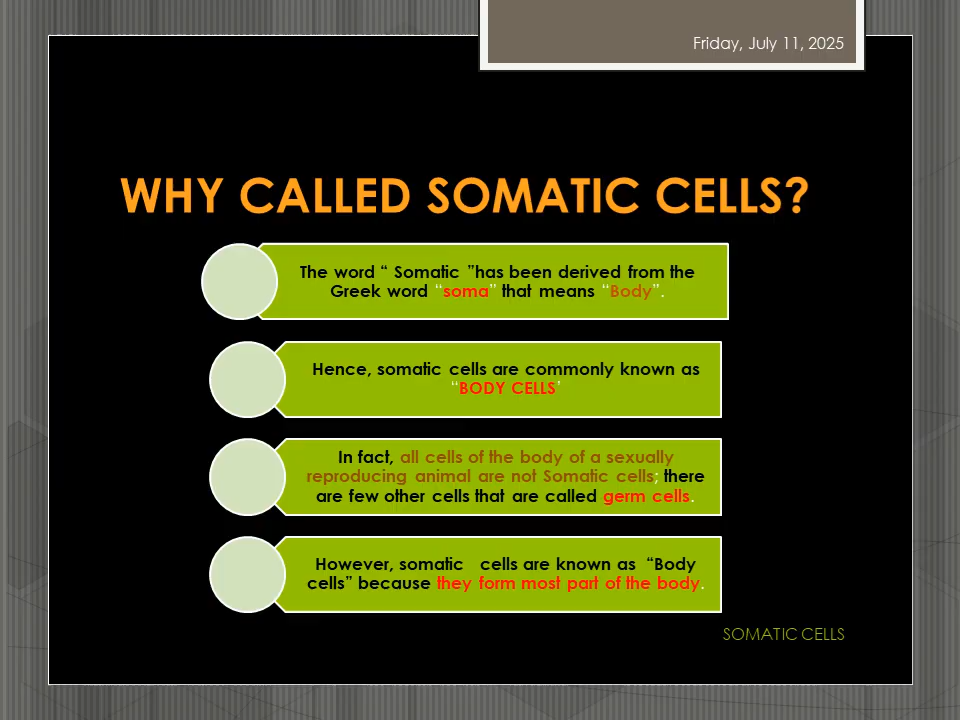 Friday, July 11, 2025
WHY CALLED SOMATIC CELLS?
The word “ Somatic ”has been derived from the
Greek word “soma” that means “Body”.
Hence, somatic cells are commonly known as
“BODY CELLS’
In fact, all cells of the body of a sexually
reproducing animal are not Somatic cells; there
are few other cells that are called germ cells.
However, somatic cells are known as “Body
cells” because they form most part of the body.
SOMATIC CELLS